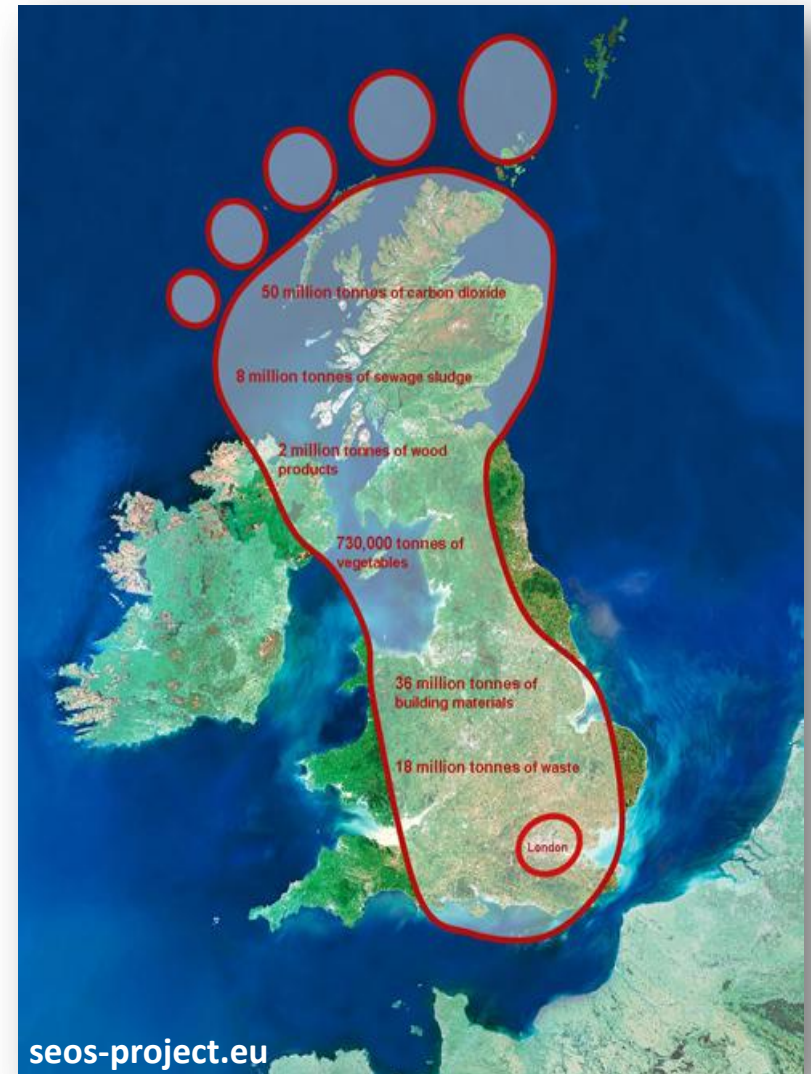 50 million tonnes of carbon dioxide
8 million tonnes of sewage sludge
2 million tonnes of wood
products
730,000 tonnes of
vegetables
36 million tonnes of
building materials
18 million tonnes of waste
London
seos-project.eu